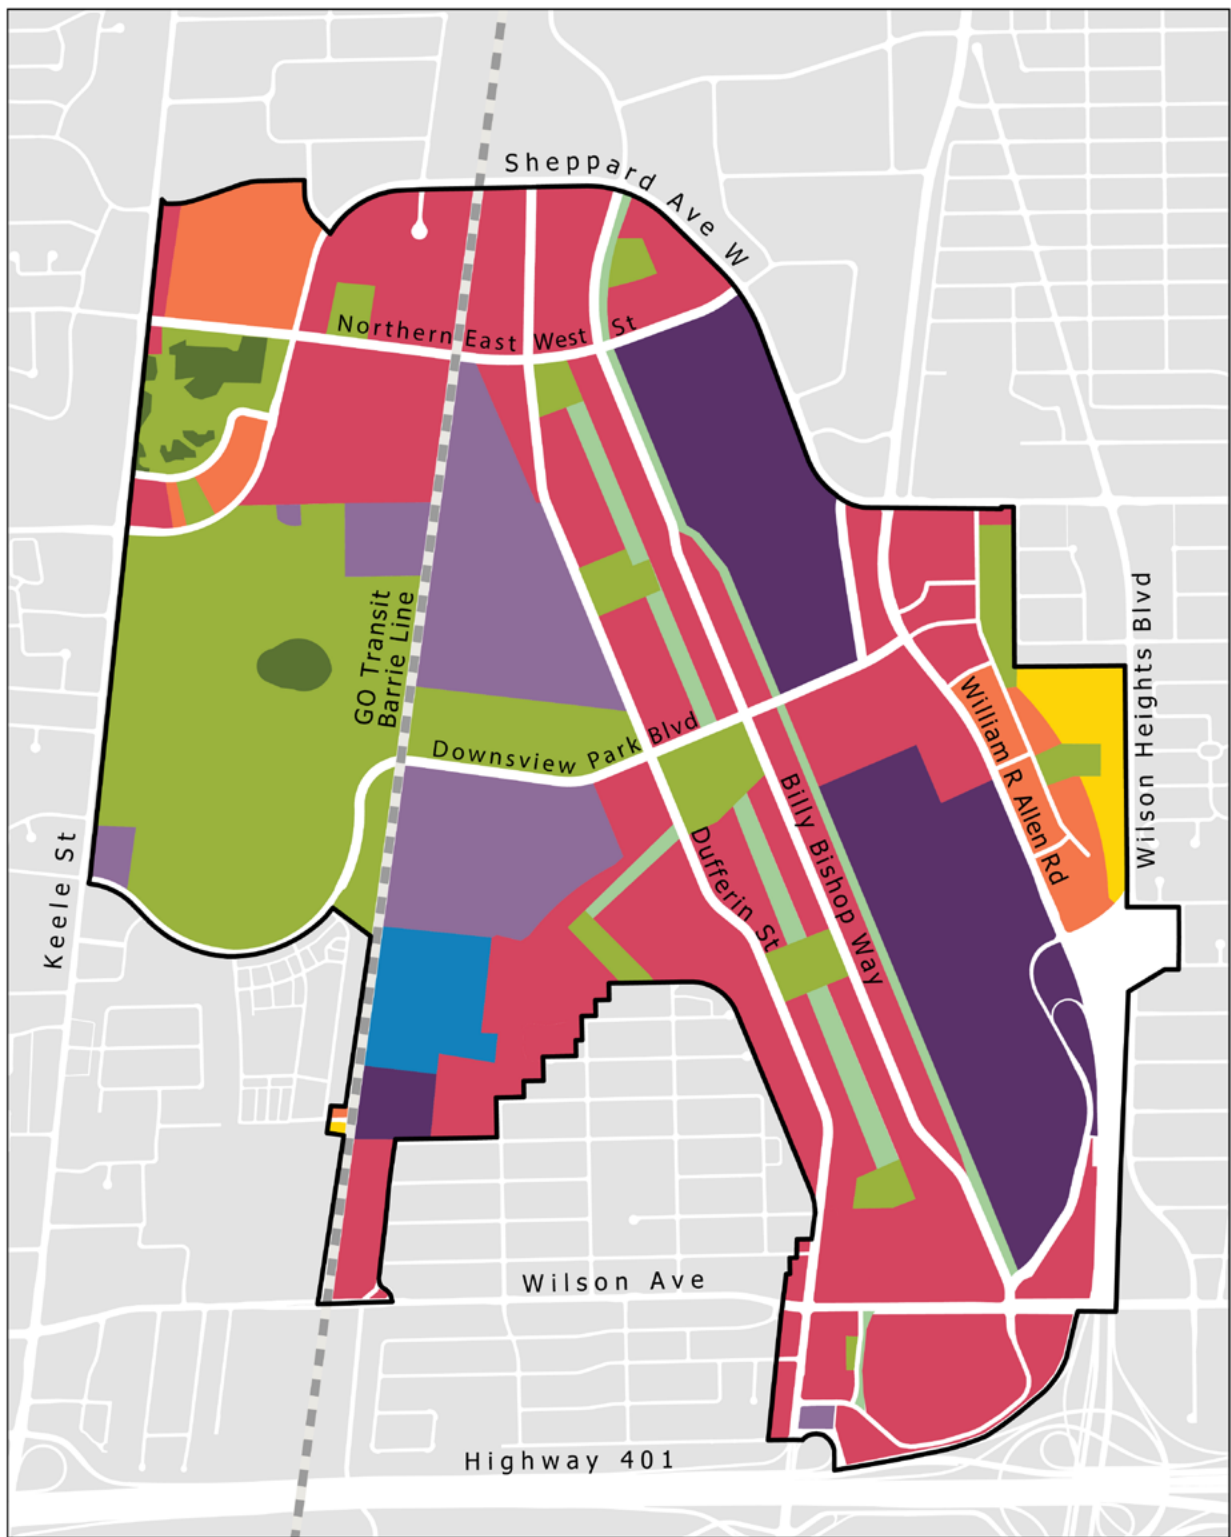 Sheppard Ave W
Northern East West St
GO Transit
Barrie Line
Wilson Heights Blvd
William R Allen Rd
Downsview Park Blvd
Billy Bishop Way
Dufferin St
Keele St
Wilson Ave
Highway 401